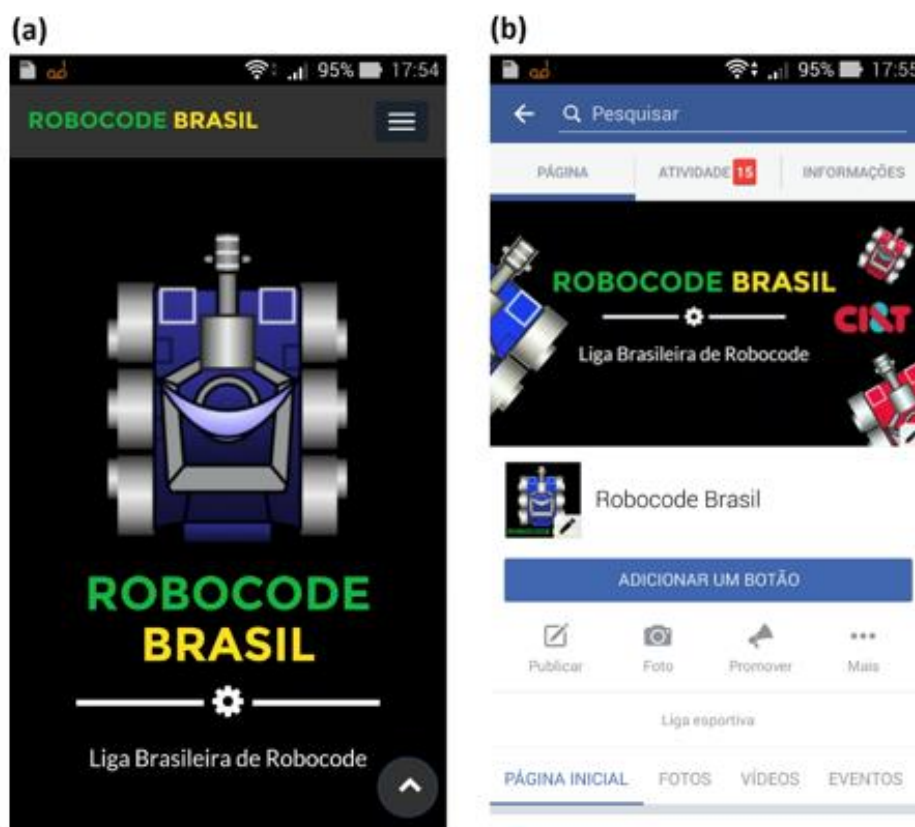 (a)
95% 17:54
ROBOCODE BRASIL
ROBOCODE
BRASIL
Liga Brasileira de Robocode
(b)
95% 17:55
Pesquisar
PÁGINA ATIVIDADE 15 INFORMAÇÕES
ROBOCODE BRASIL
CI&T
Liga Brasileira de Robocode
ROBOCODE
Robocode Brasil
ADICIONAR UM BOTÃO
Publicar Foto Promover Mais
Liga esportiva
PÁGINA INICIAL FOTOS VÍDEOS EVENTOS